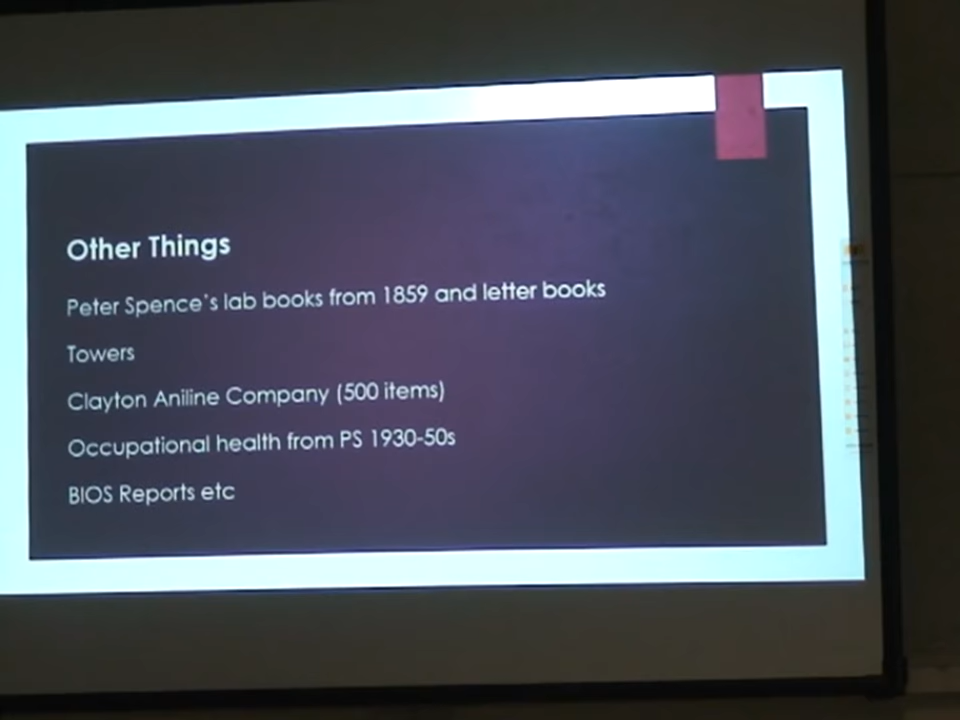 Other Things
Peter Spence's lab books from 1859 and letter books
Towers
Clayton Aniline Company (500 items)
Occupational health from PS 1930-50s
BIOS Reports etc